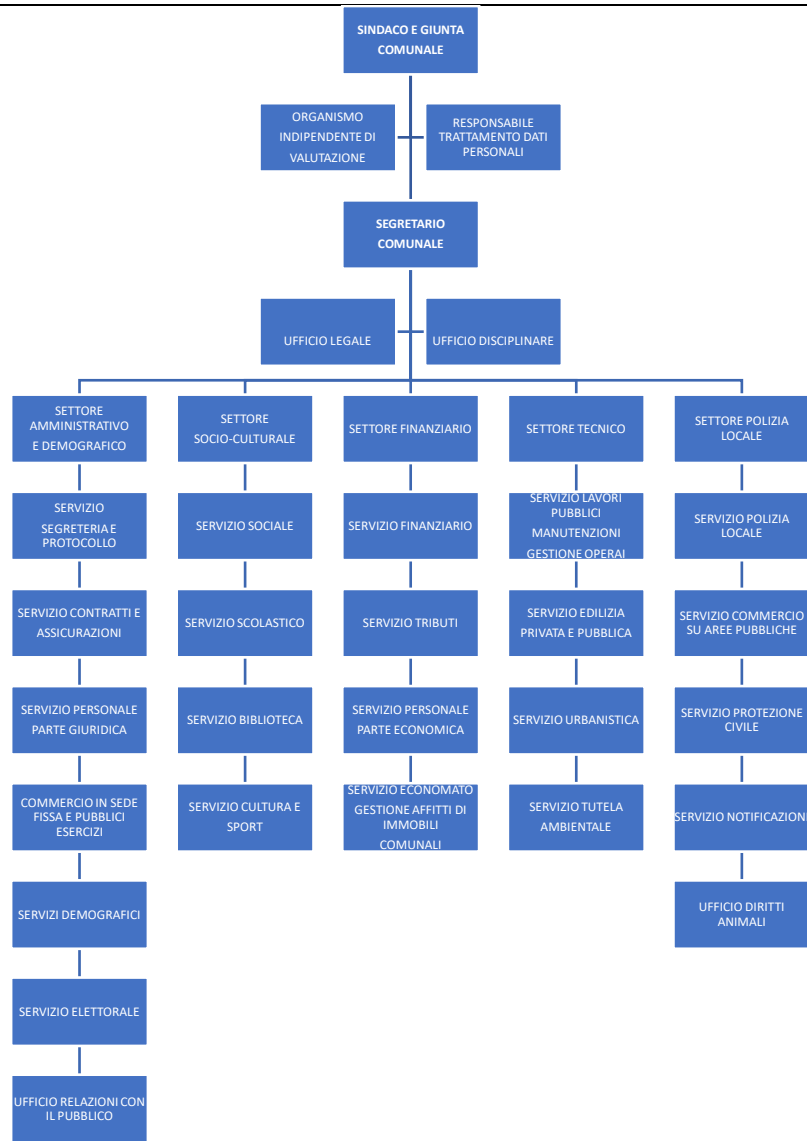 SINDACO E GIUNTA
COMUNALE
ORGANISMO
INDIPENDENTE DI
VALUTAZIONE
RESPONSABILE
TRATTAMENTO DATI
PERSONALI
SEGRETARIO
COMUNALE
UFFICIO LEGALE
UFFICIO DISCIPLINARE
SETTORE
AMMINISTRATIVO
E DEMOGRAFICO
SETTORE
SOCIO-CULTURALE
SETTORE FINANZIARIO
SETTORE TECNICO
SETTORE POLIZIA
LOCALE
SERVIZIO
SEGRETERIA E
PROTOCOLLO
SERVIZIO SOCIALE
SERVIZIO FINANZIARIO
SERVIZIO LAVORI
PUBBLICI
MANUTENZIONI
GESTIONE OPERAI
SERVIZIO POLIZIA
LOCALE
SERVIZIO CONTRATTI E
ASSICURAZIONI
SERVIZIO SCOLASTICO
SERVIZIO TRIBUTI
SERVIZIO EDILIZIA
PRIVATA E PUBBLICA
SERVIZIO COMMERCIO
SU AREE PUBBLICHE
SERVIZIO PERSONALE
PARTE GIURIDICA
SERVIZIO BIBLIOTECA
SERVIZIO PERSONALE
PARTE ECONOMICA
SERVIZIO URBANISTICA
SERVIZIO PROTEZIONE
CIVILE
COMMERCIO IN SEDE
FISSA E PUBBLICI
ESERCIZI
SERVIZIO CULTURA E
SPORT
SERVIZIO ECONOMATO
GESTIONE AFFITTI DI
IMMOBILI
COMUNALI
SERVIZIO TUTELA
AMBIENTALE
SERVIZIO NOTIFICAZIONI
SERVIZI DEMOGRAFICI
UFFICIO DIRITTI
ANIMALI
SERVIZIO ELETTORALE
UFFICIO RELAZIONI CON
IL PUBBLICO